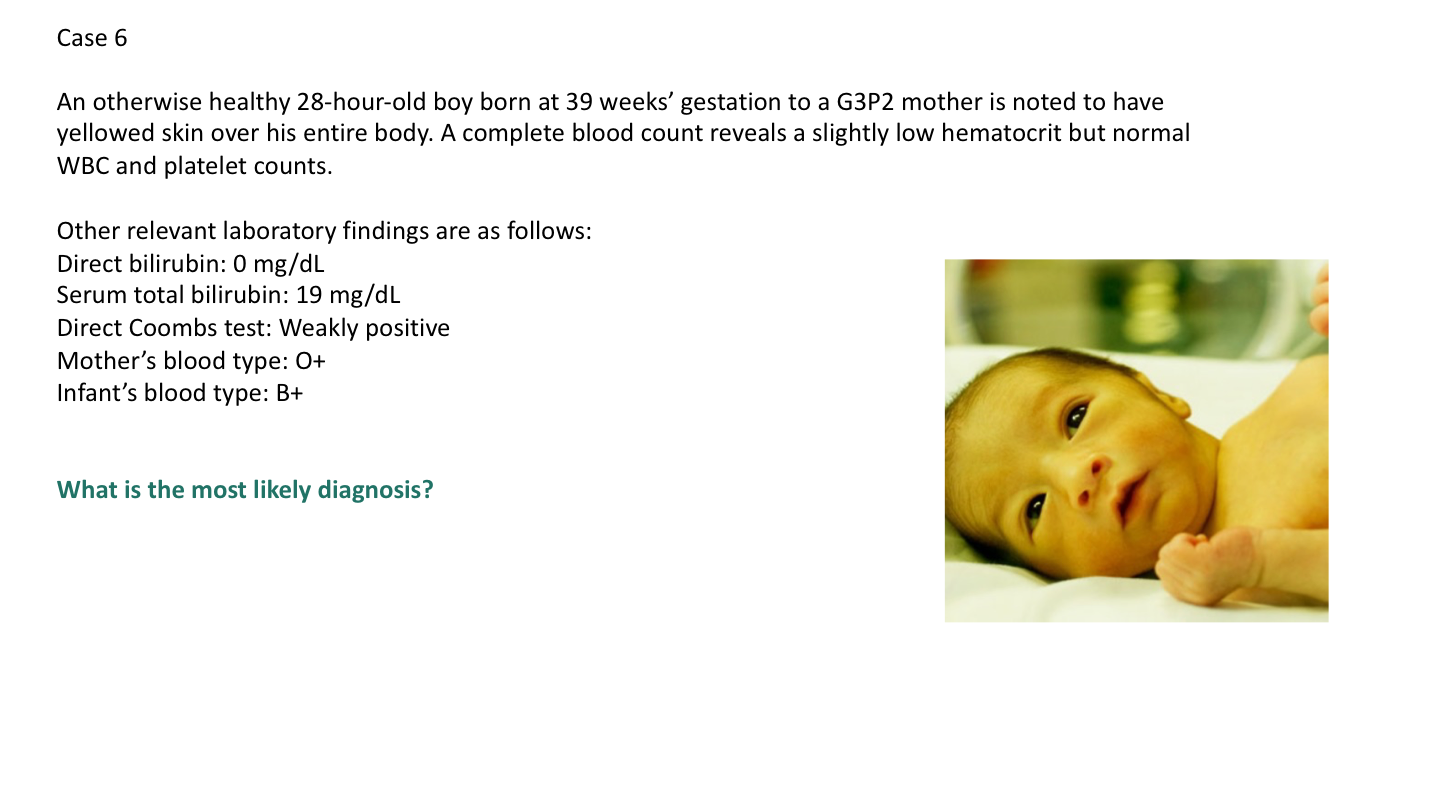 Case 6
An otherwise healthy 28-hour-old boy born at 39 weeks’ gestation to a G3P2 mother is noted to have
yellowed skin over his entire body. A complete blood count reveals a slightly low hematocrit but normal
WBC and platelet counts.
Other relevant laboratory findings are as follows:
Direct bilirubin: 0 mg/dL
Serum total bilirubin: 19 mg/dL
Direct Coombs test: Weakly positive
Mother’s blood type: O+
Infant’s blood type: B+
What is the most likely diagnosis?